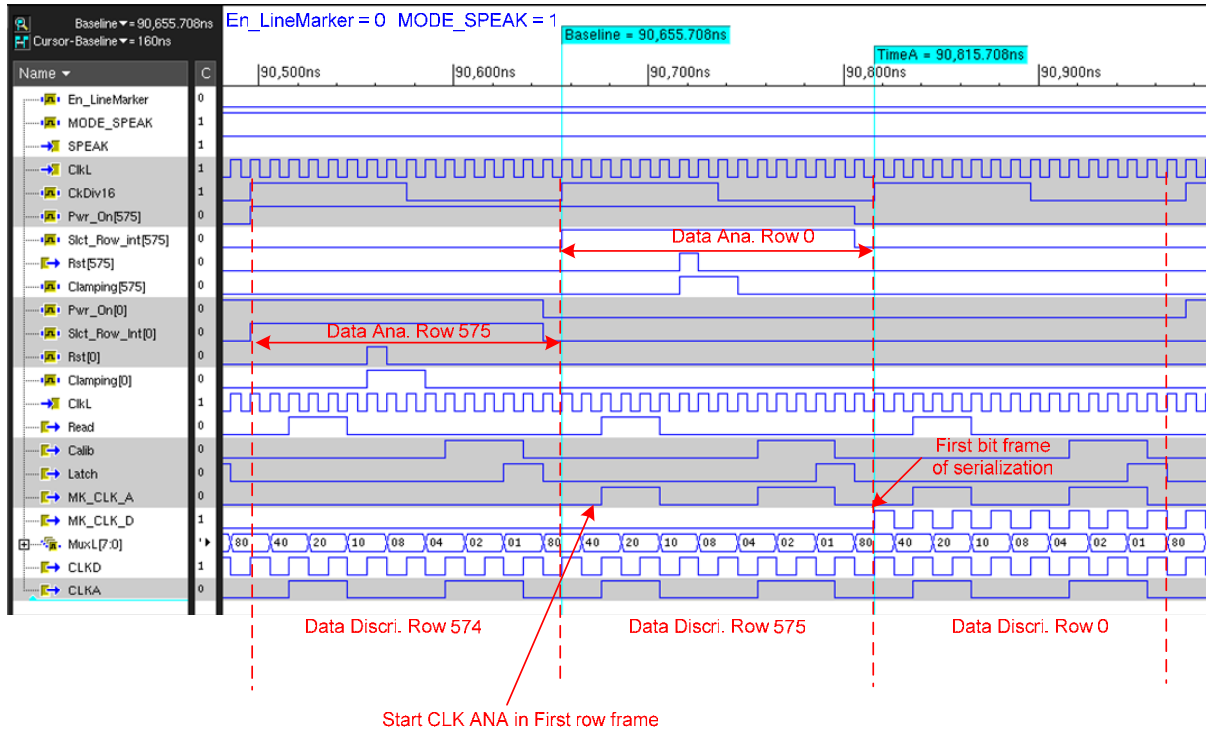 Baseline▾= 90,655.708ns
Cursor-Baseline▾= 160ns
En_LineMarker = 0 MODE_SPEAK = 1
Baseline = 90,655.708ns
TimeA = 90,815.708ns
Name▾ C
90,500ns 90,600ns 90,700ns 90,800ns 90,900ns
En_LineMarker 0
MODE_SPEAK 1
SPEAK 1
ClkL 1
CkDiv16 1
Pwr_On[575] 0
Slct_Row_int[575] 0
Data Ana. Row 0
Rst[575] 0
Clamping[575] 0
Pwr_On[0] 0
Slct_Row_Int[0] 0
Data Ana. Row 575
Rst[0] 0
Clamping[0] 0
ClkL 1
Read 0
Calib 0
First bit frame
of serialization
Latch 0
MK_CLK_A 0
MK_CLK_D 1
MuxL[7:0] 80 40 20 10 08 04 02 01 80 40 20 10 08 04 02 01 80 40 20 10 08 04 02 01 80
CLKD 1
CLKA 0
Data Discri. Row 574 Data Discri. Row 575 Data Discri. Row 0
Start CLK ANA in First row frame